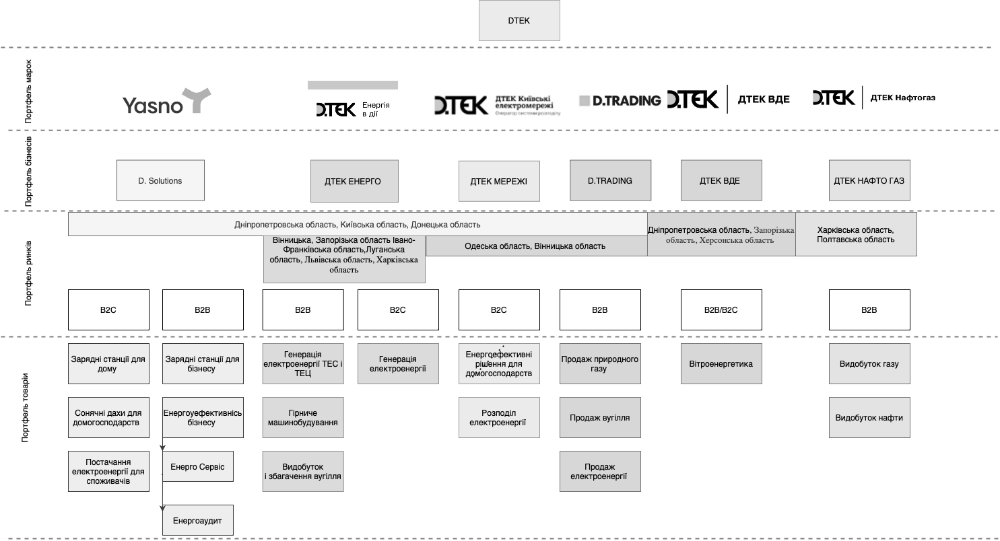 DTEK
Портфель марок
Yasno
D.TEK
Енергія
в дії
D.TEK
ДТЕК Київські
електромережі
Оператор системи розподілу
D.TRADING
D.TEK
ДТЕК ВДЕ
D.TEK
ДТЕК Нафтогаз
Портфель бізнесів
D. Solutions
ДТЕК ЕНЕРГО
ДТЕК МЕРЕЖІ
D.TRADING
ДТЕК ВДЕ
ДТЕК НАФТО ГАЗ
Портфель ринків
Дніпропетровська область, Київська область, Донецька область
Вінницька, Запорізька область Івано-
Франківська область,Луганська
область, Львівська область, Харківська
область
Одеська область, Вінницька область
Дніпропетровська область, Запорізька
область, Херсонська область
Харківська область,
Полтавська область
B2C
B2B
B2B
B2C
B2C
B2B
B2B/B2C
B2B
Портфель товаріи
Зарядні станції для
дому
Зарядні станції для
бізнесу
Генерація
електроенергії ТЕС і
ТЕЦ
Генерація
електроенергії
Енергоефективні
рішення для
домогосподарств
Продаж природного
газу
Вітроенергетика
Видобуток газу
Сонячні дахи для
домогосподарств
Енергоуефективнісь
бізнесу
Гірниче
машинобудування
Розподіл
електроенергії
Продаж вугілля
Видобуток нафти
Постачання
електроенергії для
споживачів
Енерго Сервіс
Видобуток
і збагачення вугілля
Продаж
електроенергії
Енергоаудит